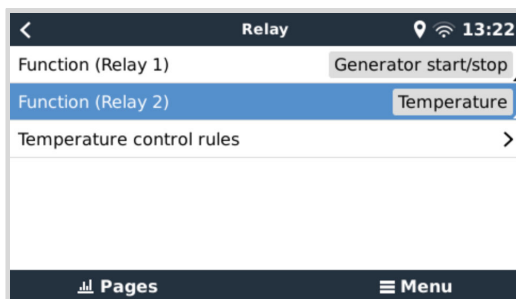 Relay 13:22
Function (Relay 1) Generator start/stop
Function (Relay 2) Temperature
Temperature control rules
Pages Menu